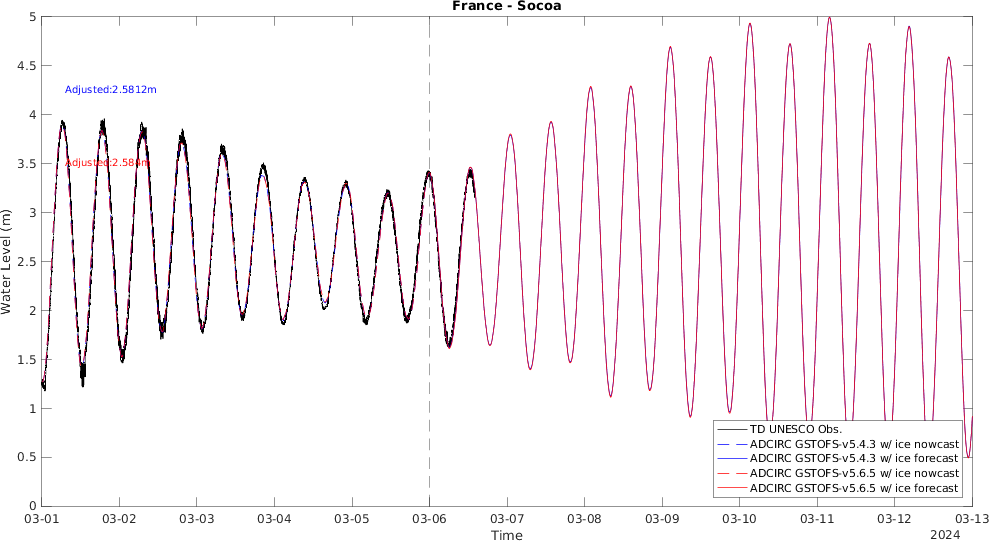 France - Socoa
Water Level (m)
5
4.5
4
3.5
3
2.5
2
1.5
1
0.5
0
Adjusted:2.5812m
Adjusted:2.584m
TD UNESCO Obs.
ADCIRC GSTOFS-v5.4.3 w/ ice nowcast
ADCIRC GSTOFS-v5.4.3 w/ ice forecast
ADCIRC GSTOFS-v5.6.5 w/ ice nowcast
ADCIRC GSTOFS-v5.6.5 w/ ice forecast
03-01 03-02 03-03 03-04 03-05 03-06 03-07 03-08 03-09 03-10 03-11 03-12 03-13
Time
2024